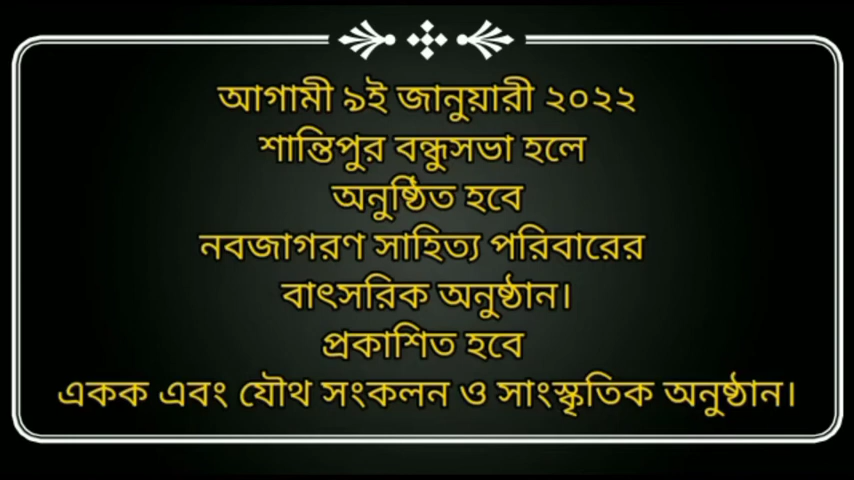 আগামী ৯ই জানুয়ারী ২০২২
শান্তিপুর বন্ধুসভা হলে
অনুষ্ঠিত হবে
নবজাগরণ সাহিত্য পরিবারের
বাৎসরিক অনুষ্ঠান।
প্রকাশিত হবে
একক এবং যৌথ সংকলন ও সাংস্কৃতিক অনুষ্ঠান।